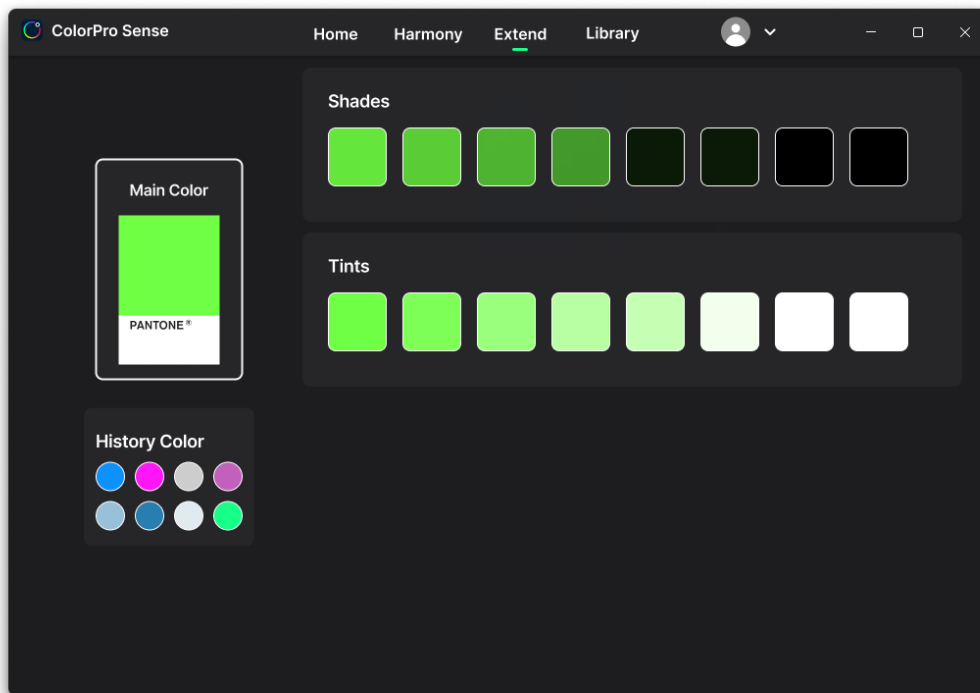 ColorPro Sense
Home Harmony Extend Library
Main Color
PANTONE®
History Color
Shades
Tints